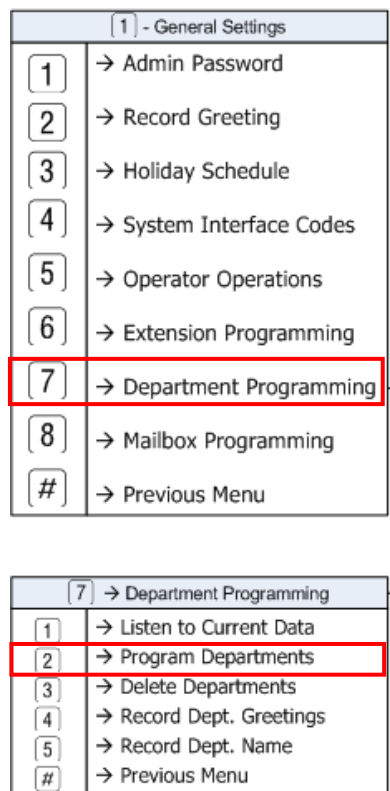 1 - General Settings
1 → Admin Password
2 → Record Greeting
3 → Holiday Schedule
4 → System Interface Codes
5 → Operator Operations
6 → Extension Programming
7 → Department Programming
8 → Mailbox Programming
# → Previous Menu
7 → Department Programming
1 → Listen to Current Data
2 → Program Departments
3 → Delete Departments
4 → Record Dept. Greetings
5 → Record Dept. Name
# → Previous Menu